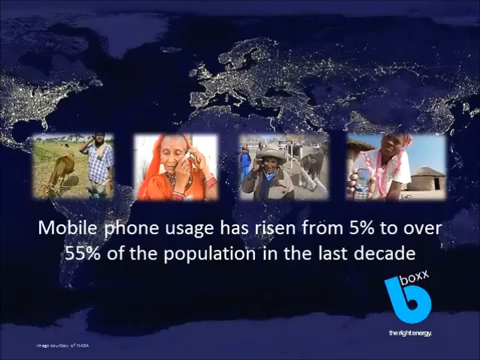 Mobile phone usage has risen from 5% to over
55% of the population in the last decade
boxx
the right energy.
Image courtesy of NASA